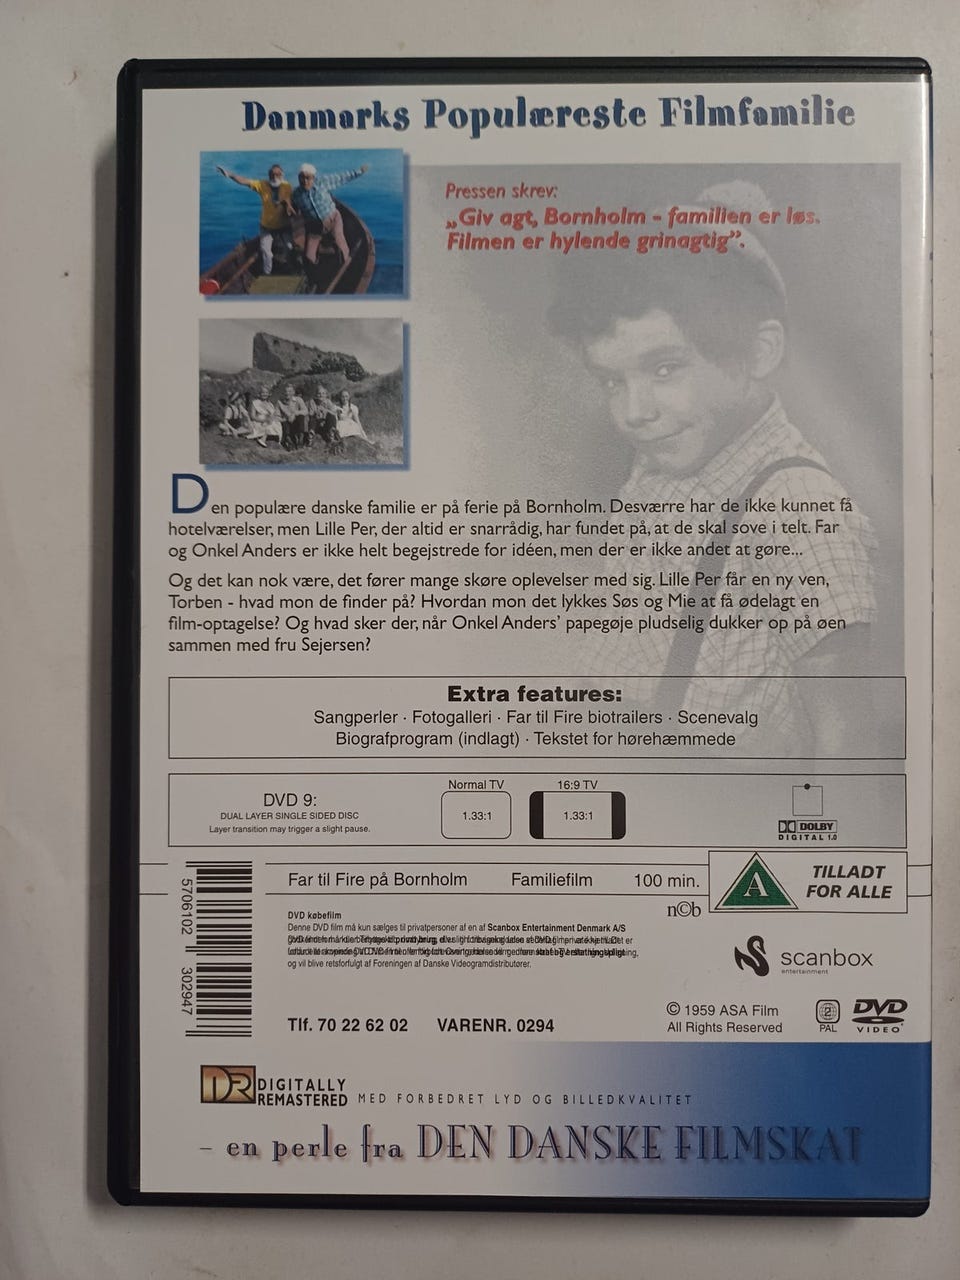 Danmarks Populæreste Filmfamilie
Pressen skrev:
„Giv agt, Bornholm - familien er løs.
Filmen er hylende grinagtig”.
Den populære danske familie er på ferie på Bornholm. Desværre har de ikke kunnet få
hotelværelser, men Lille Per, der altid er snarrådig, har fundet på, at de skal sove i telt. Far
og Onkel Anders er ikke helt begejstrede for idéen, men der er ikke andet at gøre...
Og det kan nok være, det fører mange skøre oplevelser med sig. Lille Per får en ny ven,
Torben - hvad mon de finder på? Hvordan mon det lykkes Søs og Mie at få ødelagt en
film-optagelse? Og hvad sker der, når Onkel Anders’ papegøje pludselig dukker op på øen
sammen med fru Sejersen?
Extra features:
Sangperler · Fotogalleri · Far til Fire biotrailers · Scenevalg
Biografprogram (indlagt) · Tekstet for hørehæmmede
DVD 9:
DUAL LAYER SINGLE SIDED DISC
Layer transition may trigger a slight pause.
Normal TV
1.33:1
16:9 TV
1.33:1
DOLBY
DIGITAL 1.0
5706102 302947
Far til Fire på Bornholm Familiefilm 100 min.
A
TILLADT
FOR ALLE
n©b
DVD købefilm
Denne DVD film må kun sælges til privatpersoner af en af Scanbox Entertainment Danmark A/S
og vil blive retsforfulgt af Foreningen af Danske Videogramdistributører.
scanbox
entertainment
Tlf. 70 22 62 02 VARENR. 0294
© 1959 ASA Film
All Rights Reserved
2
PAL
DVD
VIDEO
DR DIGITALLY
REMASTERED MED FORBEDRET LYD OG BILLEDKVALITET
- en perle fra DEN DANSKE FILMSKAT